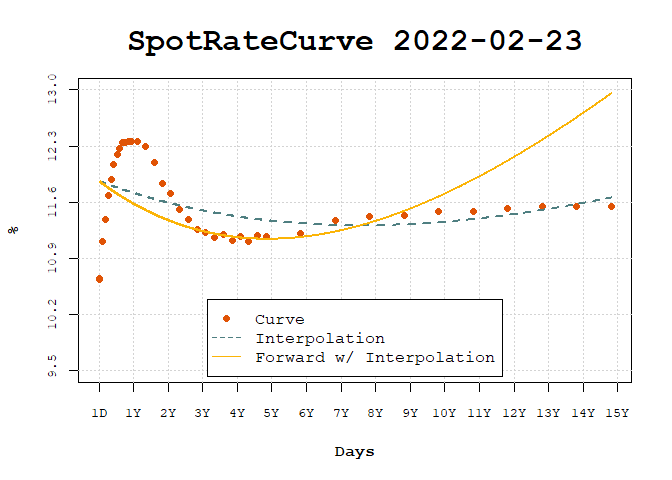 SpotRateCurve 2022-02-23
%
13.0
12.3
11.6
10.9
10.2
9.5
Curve
Interpolation
Forward w/ Interpolation
1D 1Y 2Y 3Y 4Y 5Y 6Y 7Y 8Y 9Y 10Y 11Y 12Y 13Y 14Y 15Y
Days